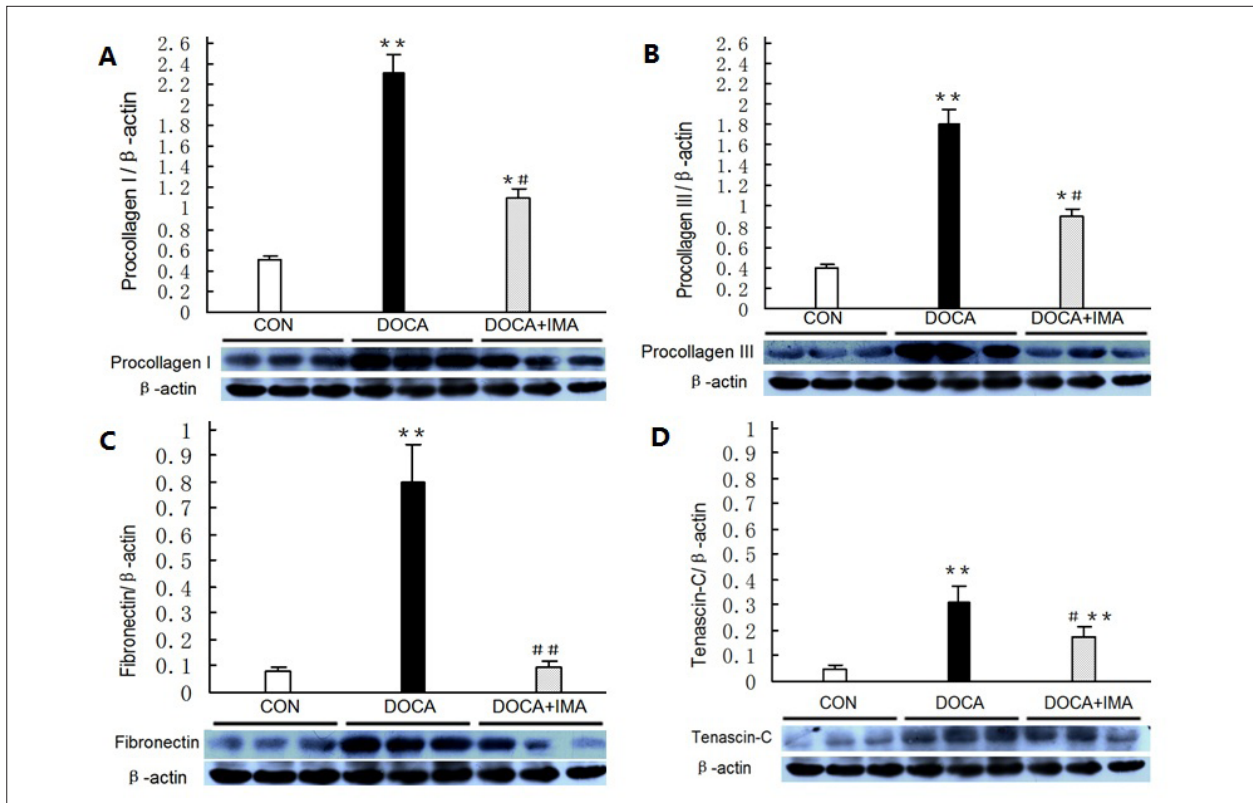 A
Procollagen I / β-actin
2.6
2.4
2.2
2
1.8
1.6
1.4
1.2
1
0.8
0.6
0.4
0.2
0
**
*#
CON DOCA DOCA+IMA
Procollagen I
β-actin
B
Procollagen III / β-actin
2.6
2.4
2.2
2
1.8
1.6
1.4
1.2
1
0.8
0.6
0.4
0.2
0
**
*#
CON DOCA DOCA+IMA
Procollagen III
β-actin
C
Fibronectin/β-actin
1
0.9
0.8
0.7
0.6
0.5
0.4
0.3
0.2
0.1
0
**
##
CON DOCA DOCA+IMA
Fibronectin
β-actin
D
Tenascin-C/β-actin
1
0.9
0.8
0.7
0.6
0.5
0.4
0.3
0.2
0.1
0
**
# **
CON DOCA DOCA+IMA
Tenascin-C
β-actin